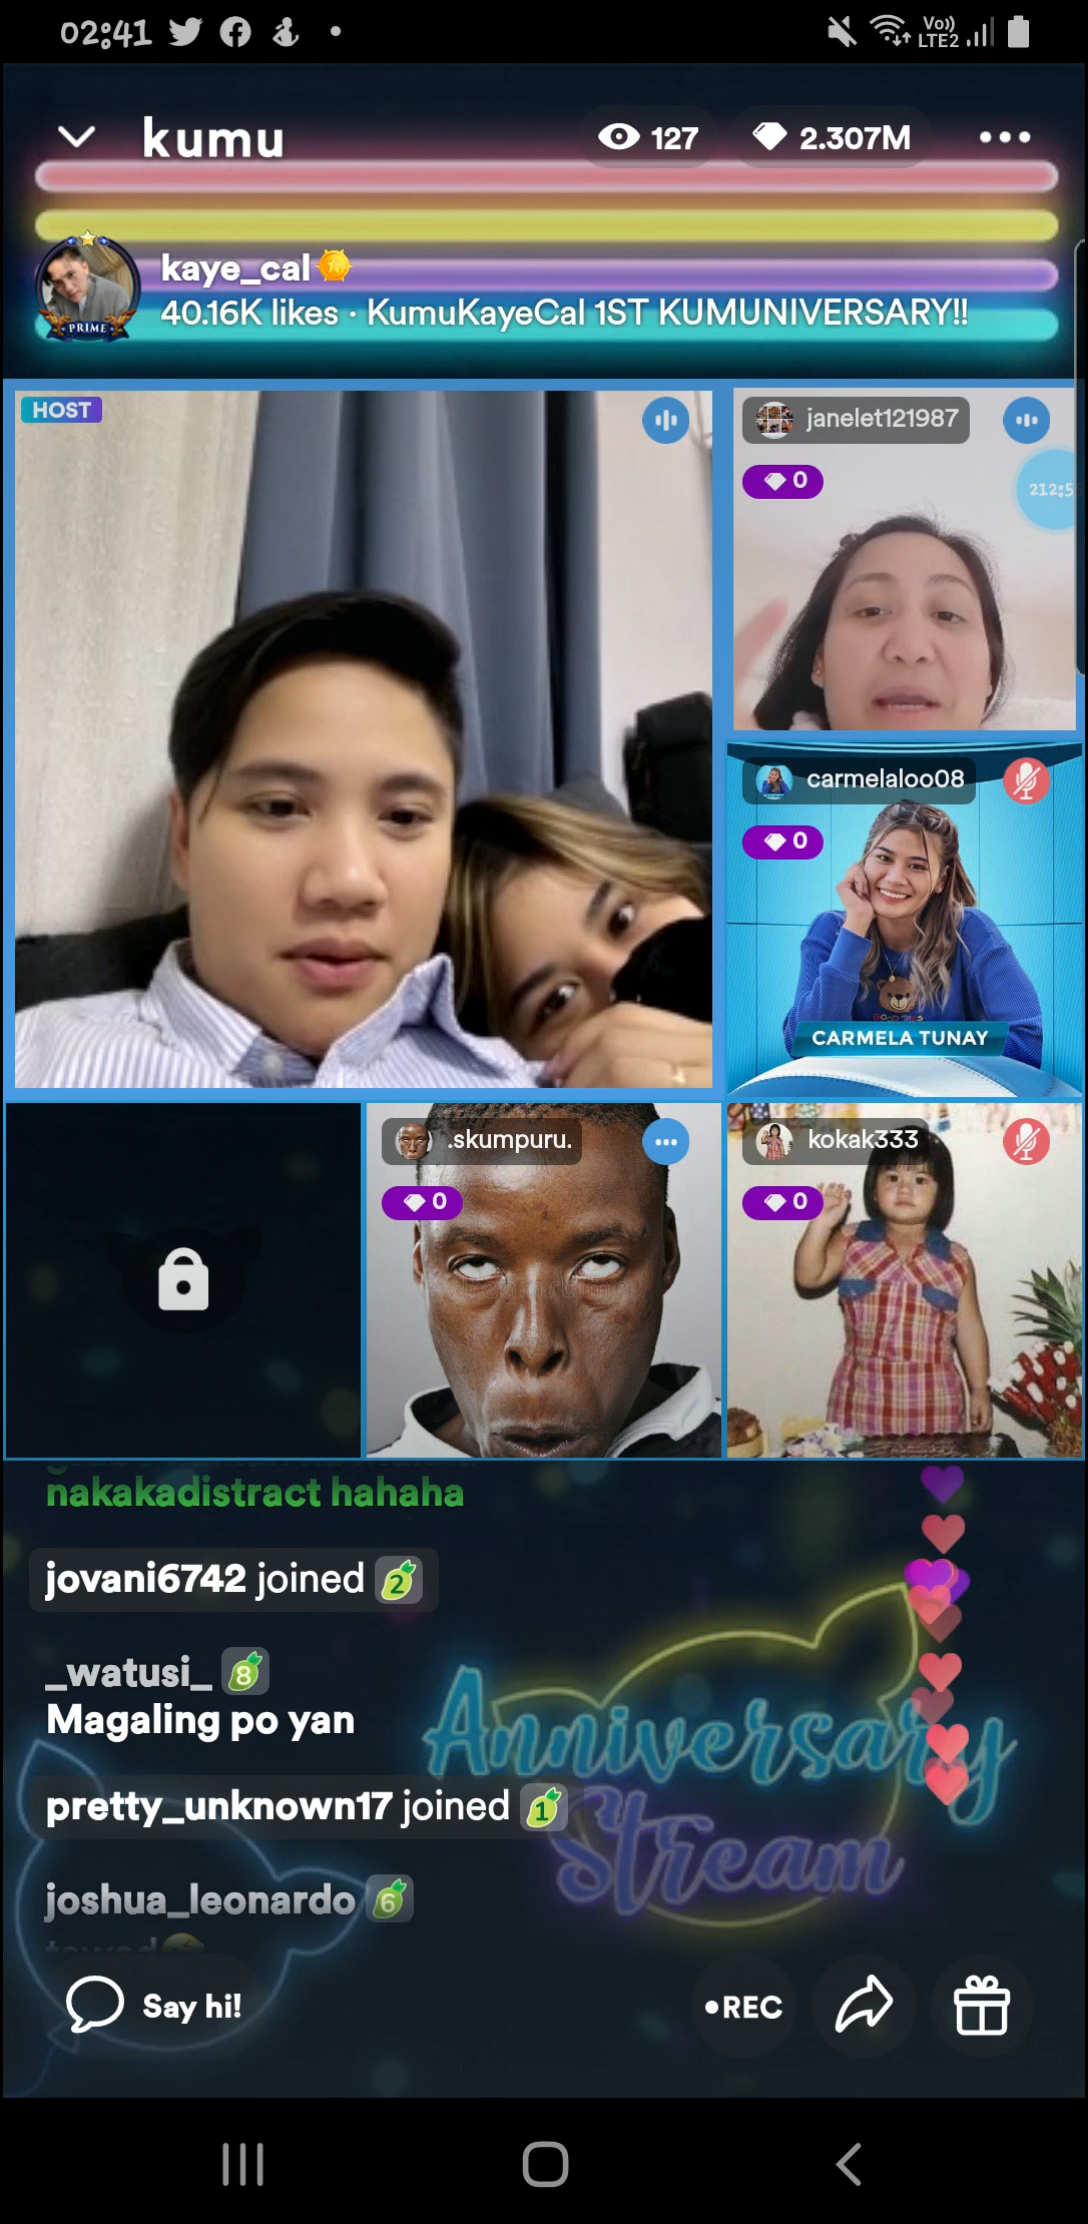 02:41
Vo))
LTE2
kumu
127
2.307M
kaye_cal
40.16K likes · KumuKayeCal 1ST KUMUNIVERSARY!!
PRIME
HOST
janelet121987
0
212:5
carmelaloo08
0
CARMELA TUNAY
.skumpuru.
0
kokak333
0
nakakadistract hahaha
jovani6742 joined 2
_watusi_ 8
Magaling po yan
pretty_unknown17 joined 1
joshua_leonardo 6
Anniversary
Stream
Say hi!
•REC